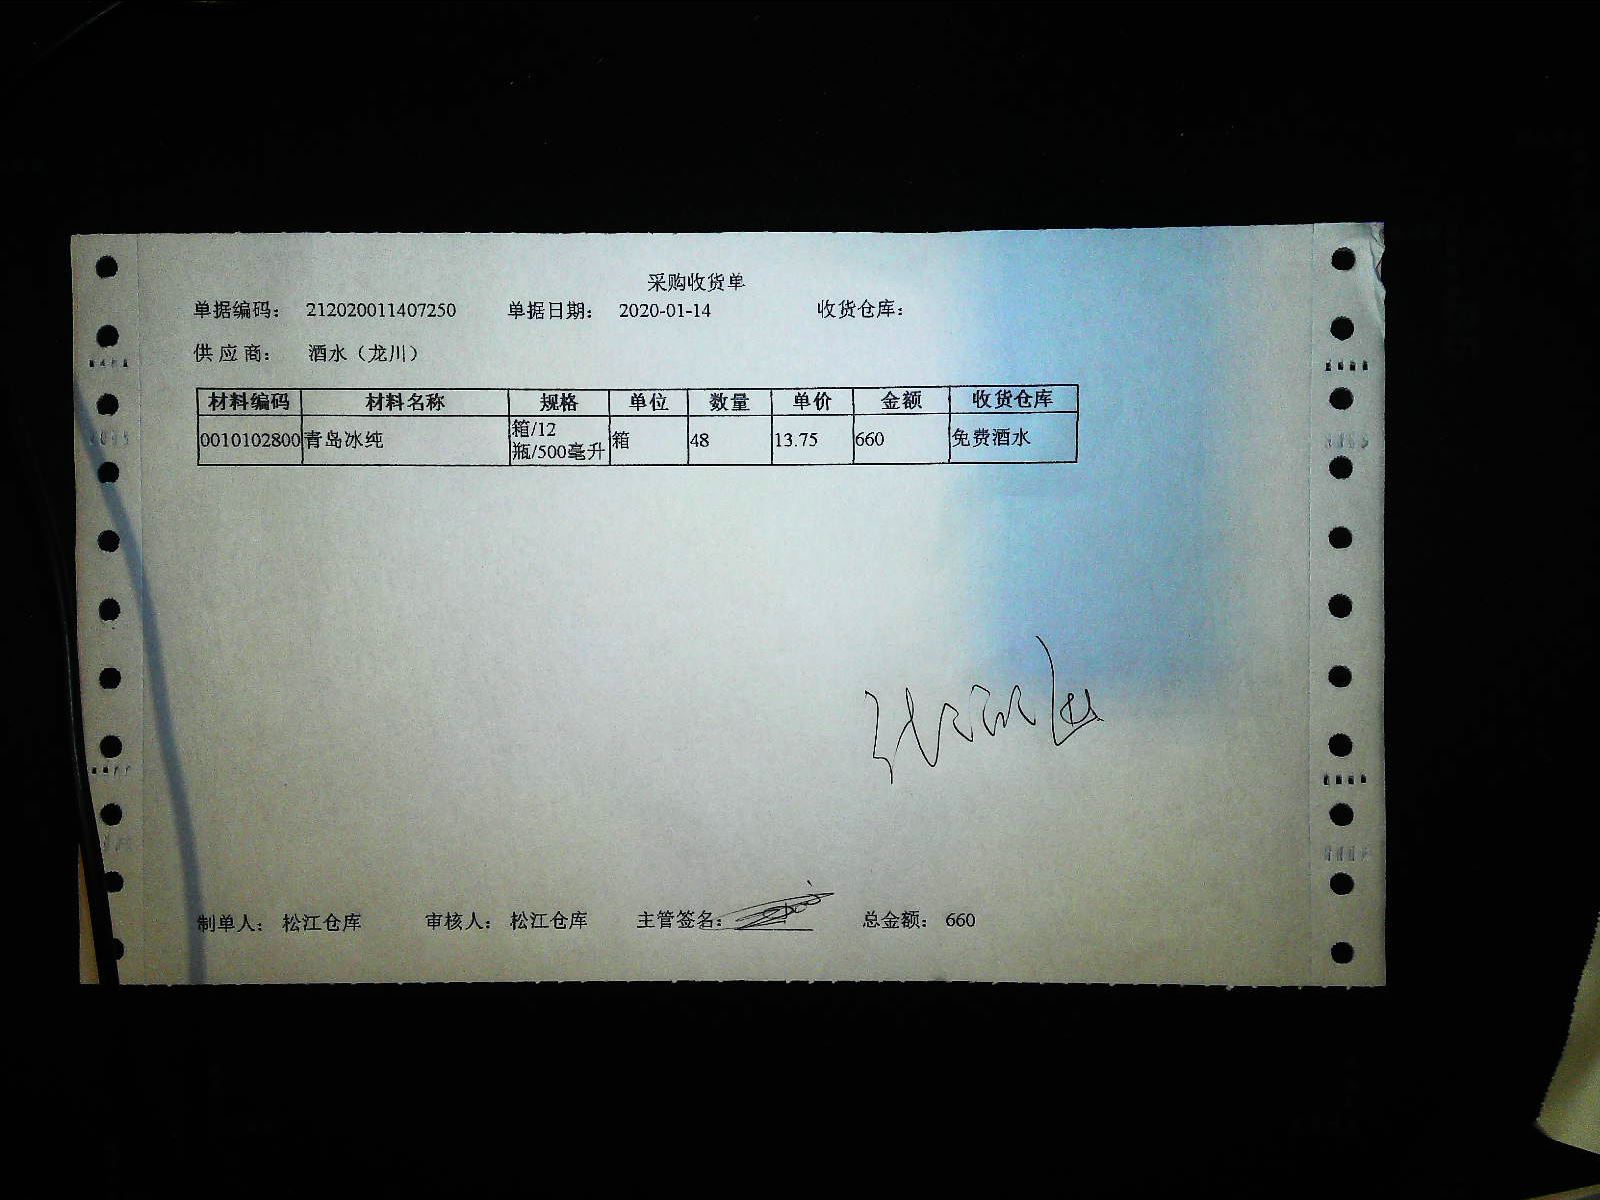 采购收货单
单据编码： 212020011407250 单据日期： 2020-01-14 收货仓库：
供 应 商： 酒水（龙川）
材料编码 材料名称 规格 单位 数量 单价 金额 收货仓库
0010102800 青岛冰纯 箱/12瓶/500毫升 箱 48 13.75 660 免费酒水
制单人： 松江仓库 审核人： 松江仓库 主管签名： 总金额： 660